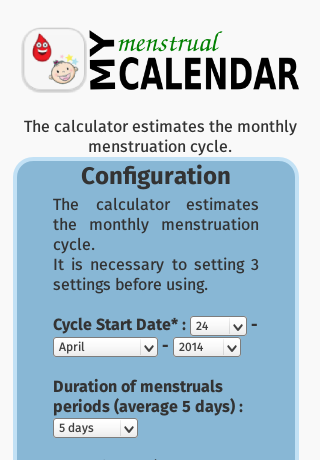 MY menstrual
CALENDAR
The calculator estimates the monthly
menstruation cycle.
Configuration
The calculator estimates
the monthly menstruation
cycle.
It is necessary to setting 3
settings before using.
Cycle Start Date* : 24 -
April - 2014
Duration of menstruals
periods (average 5 days) :
5 days